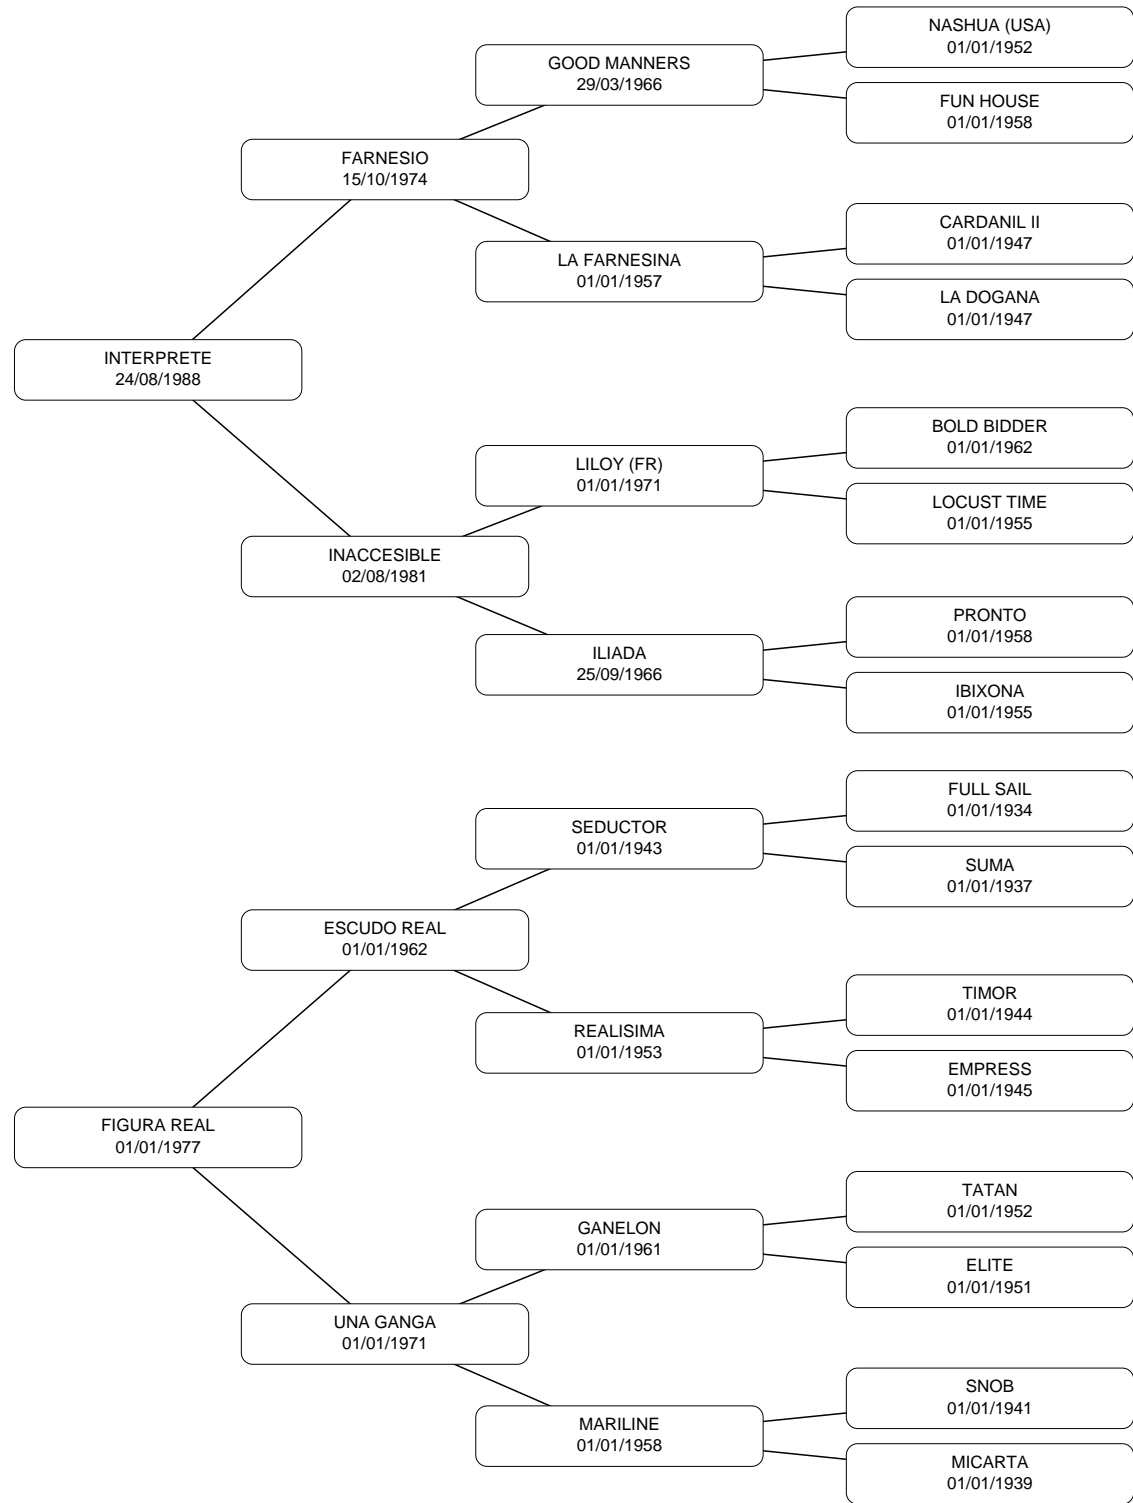 NASHUA (USA)
01/01/1952
GOOD MANNERS
29/03/1966
FUN HOUSE
01/01/1958
FARNESIO
15/10/1974
CARDANIL II
01/01/1947
LA FARNESINA
01/01/1957
LA DOGANA
01/01/1947
INTERPRETE
24/08/1988
BOLD BIDDER
01/01/1962
LILOY (FR)
01/01/1971
LOCUST TIME
01/01/1955
INACCESIBLE
02/08/1981
PRONTO
01/01/1958
ILIADA
25/09/1966
IBIXONA
01/01/1955
FULL SAIL
01/01/1934
SEDUCTOR
01/01/1943
SUMA
01/01/1937
ESCUDO REAL
01/01/1962
TIMOR
01/01/1944
REALISIMA
01/01/1953
EMPRESS
01/01/1945
FIGURA REAL
01/01/1977
TATAN
01/01/1952
GANELON
01/01/1961
ELITE
01/01/1951
UNA GANGA
01/01/1971
SNOB
01/01/1941
MARILINE
01/01/1958
MICARTA
01/01/1939